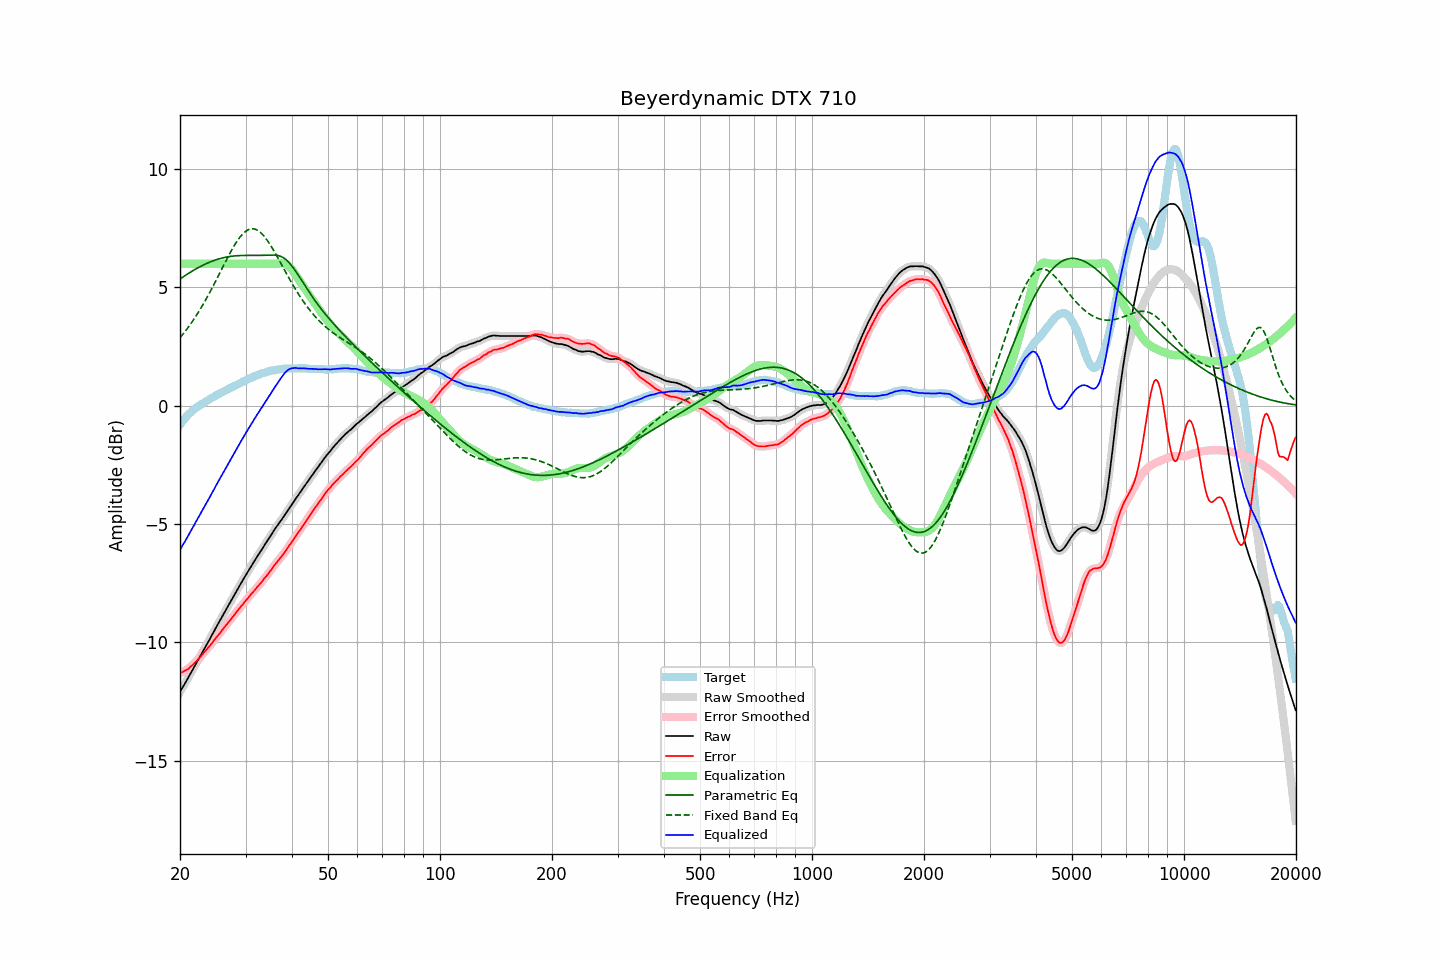 Beyerdynamic DTX 710
Amplitude (dBr)
10
5
0
−5
−10
−15
Target
Raw Smoothed
Error Smoothed
Raw
Error
Equalization
Parametric Eq
Fixed Band Eq
Equalized
20 50 100 200 500 1000 2000 5000 10000 20000
Frequency (Hz)